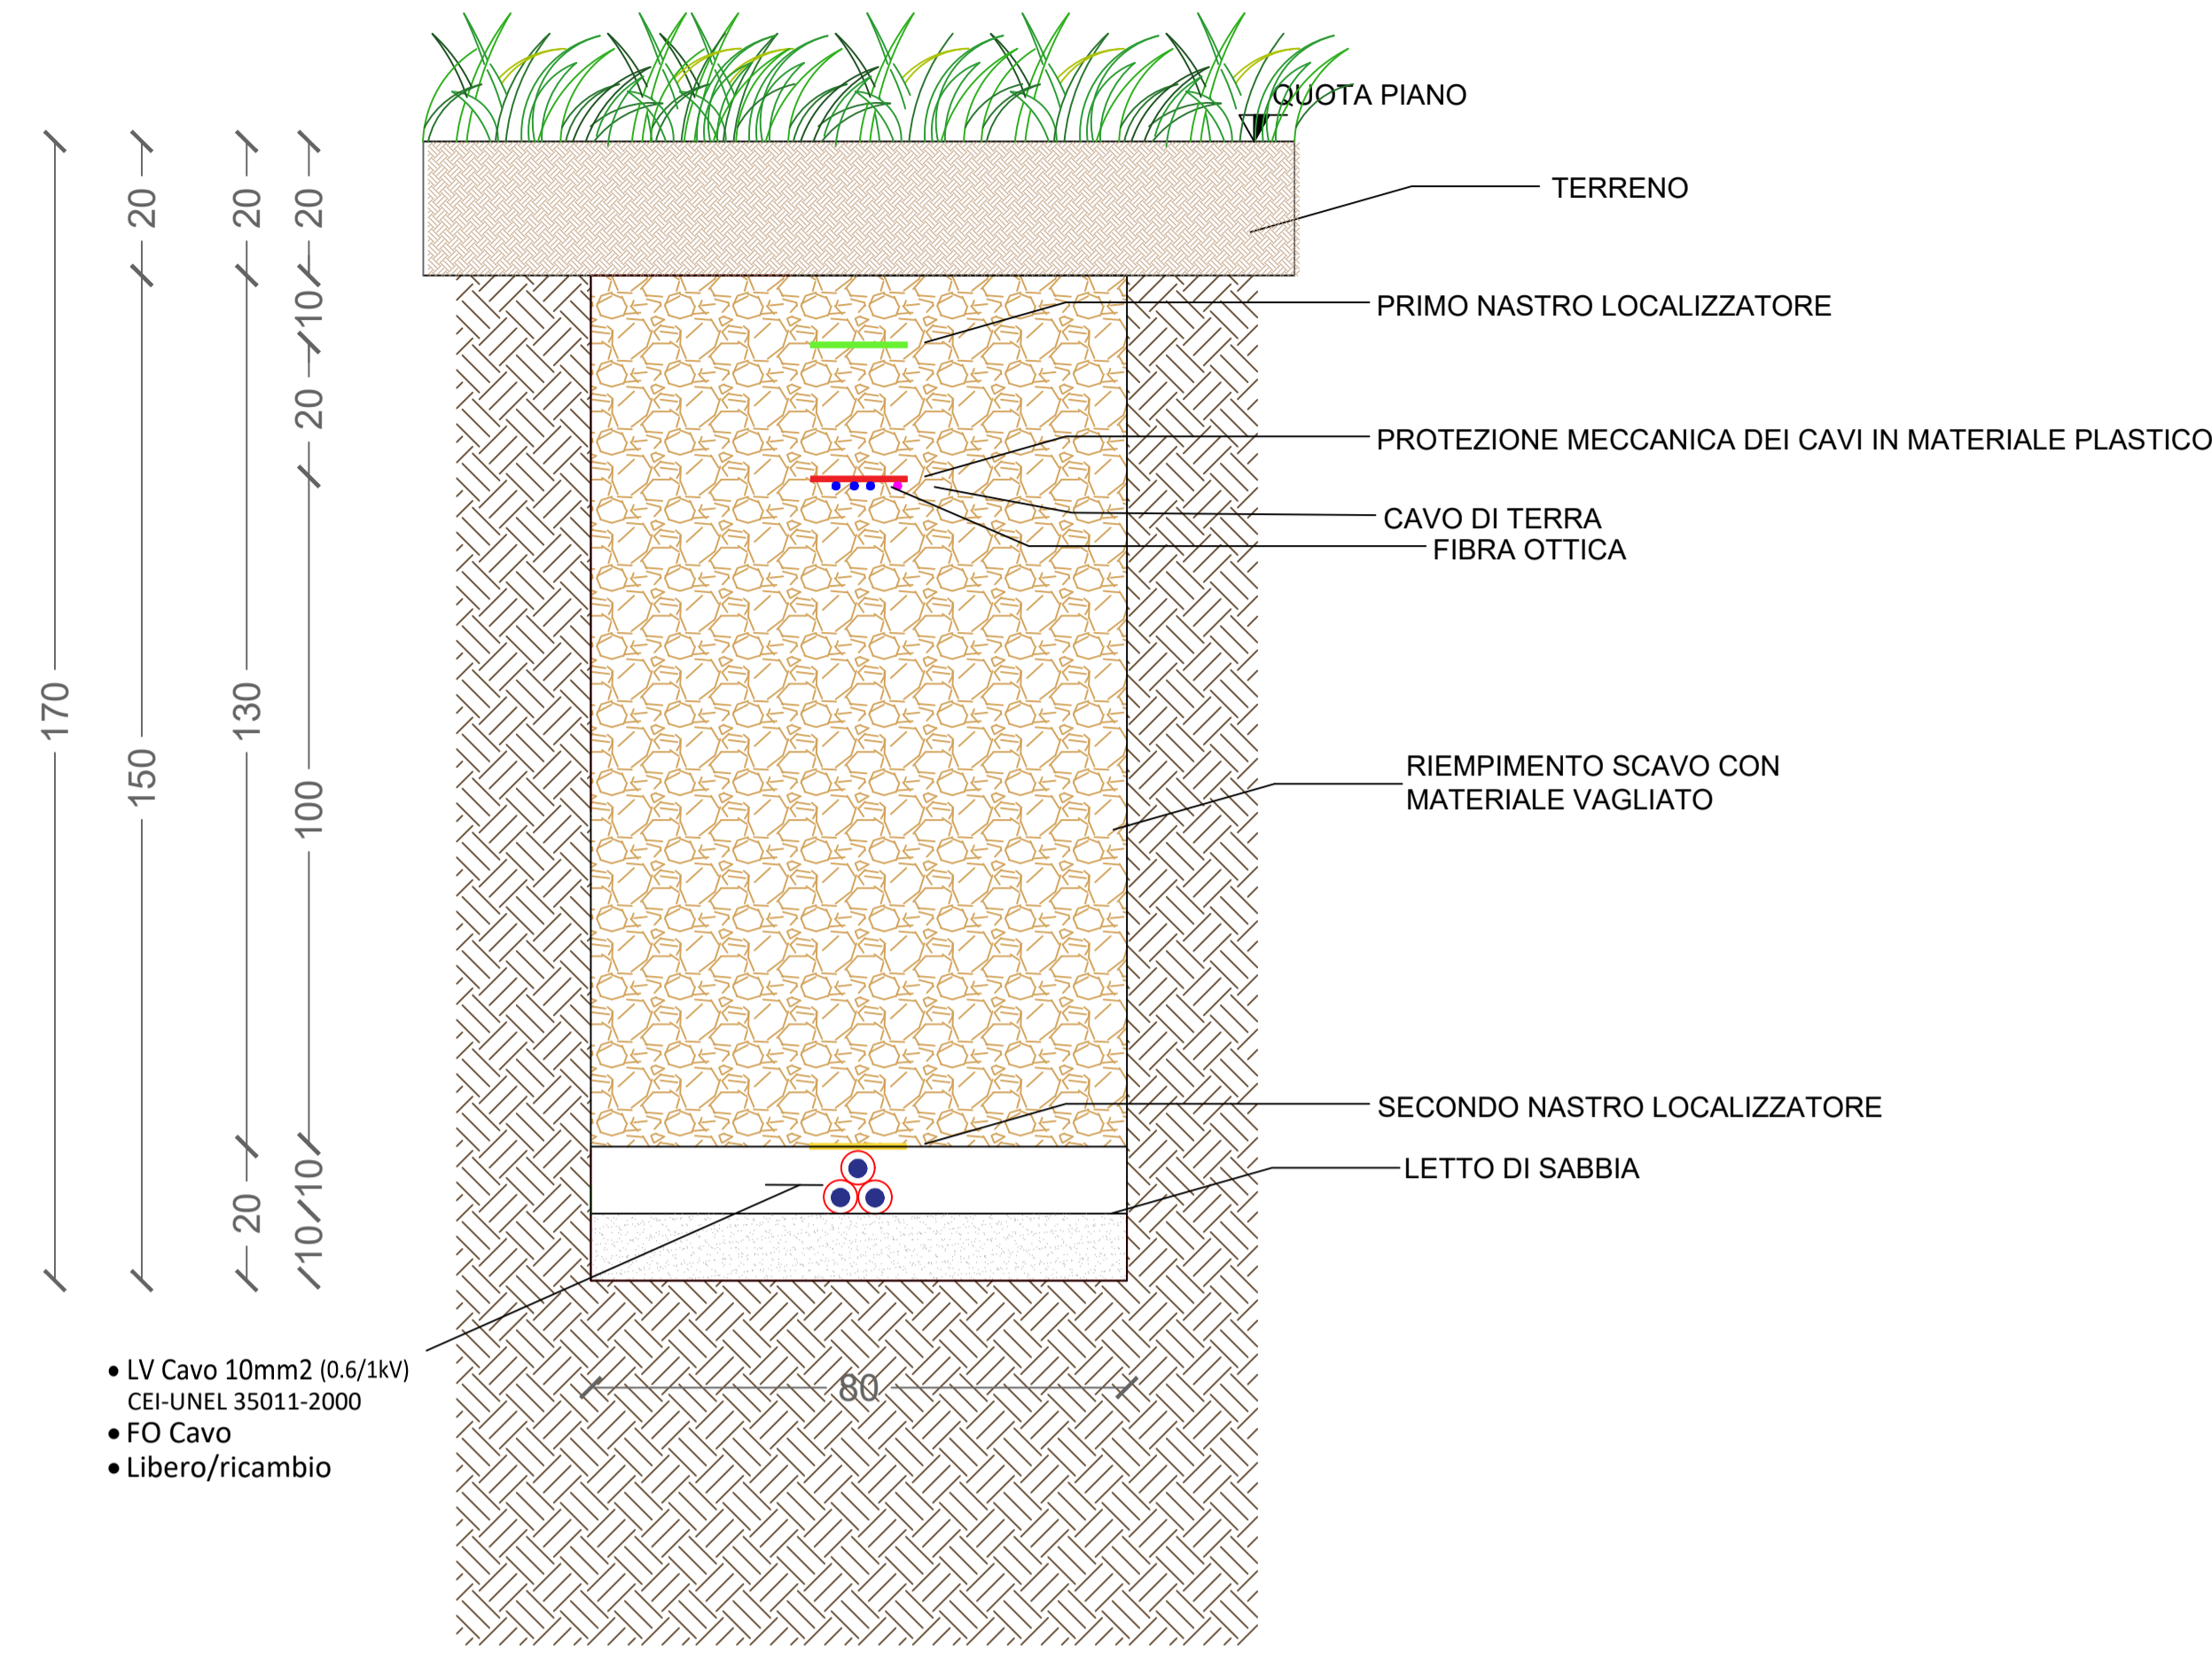 QUOTA PIANO
TERRENO
PRIMO NASTRO LOCALIZZATORE
PROTEZIONE MECCANICA DEI CAVI IN MATERIALE PLASTICO
CAVO DI TERRA
FIBRA OTTICA
RIEMPIMENTO SCAVO CON
MATERIALE VAGLIATO
SECONDO NASTRO LOCALIZZATORE
LETTO DI SABBIA
170
20
150
20
130
20
20
10
20
100
10
10
80
• LV Cavo 10mm2 (0.6/1kV)
CEI-UNEL 35011-2000
• FO Cavo
• Libero/ricambio